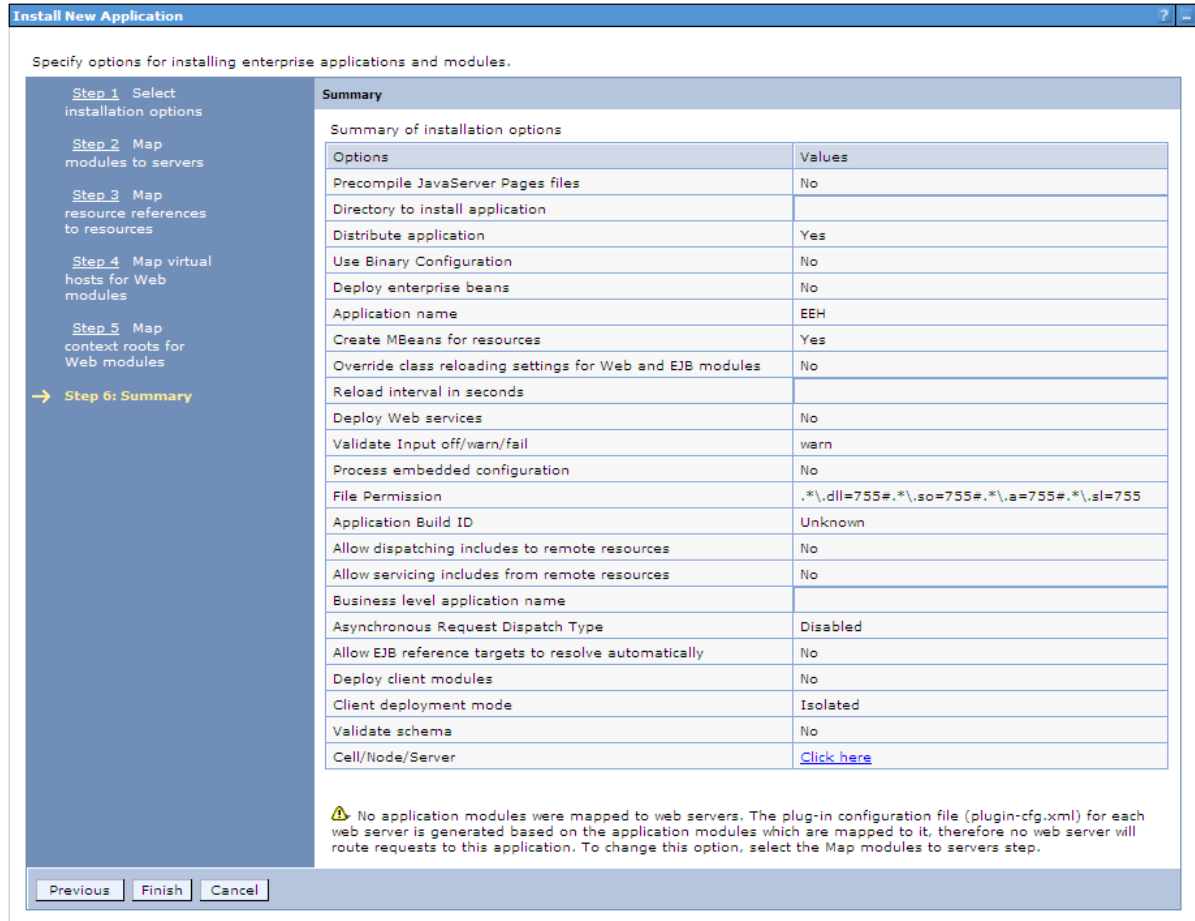 Install New Application
?
Specify options for installing enterprise applications and modules.
Step 1 Select
installation options
Step 2 Map
modules to servers
Step 3 Map
resource references
to resources
Step 4 Map virtual
hosts for Web
modules
Step 5 Map
context roots for
Web modules
Step 6: Summary
Summary
Summary of installation options
Options Values
Precompile JavaServer Pages files No
Directory to install application
Distribute application Yes
Use Binary Configuration No
Deploy enterprise beans No
Application name EEH
Create MBeans for resources Yes
Override class reloading settings for Web and EJB modules No
Reload interval in seconds
Deploy Web services No
Validate Input off/warn/fail warn
Process embedded configuration No
File Permission .*\.dll=755#.*\.so=755#.*\.a=755#.*\.sl=755
Application Build ID Unknown
Allow dispatching includes to remote resources No
Allow servicing includes from remote resources No
Business level application name
Asynchronous Request Dispatch Type Disabled
Allow EJB reference targets to resolve automatically No
Deploy client modules No
Client deployment mode Isolated
Validate schema No
Cell/Node/Server Click here
No application modules were mapped to web servers. The plug-in configuration file (plugin-cfg.xml) for each
web server is generated based on the application modules which are mapped to it, therefore no web server will
route requests to this application. To change this option, select the Map modules to servers step.
Previous Finish Cancel